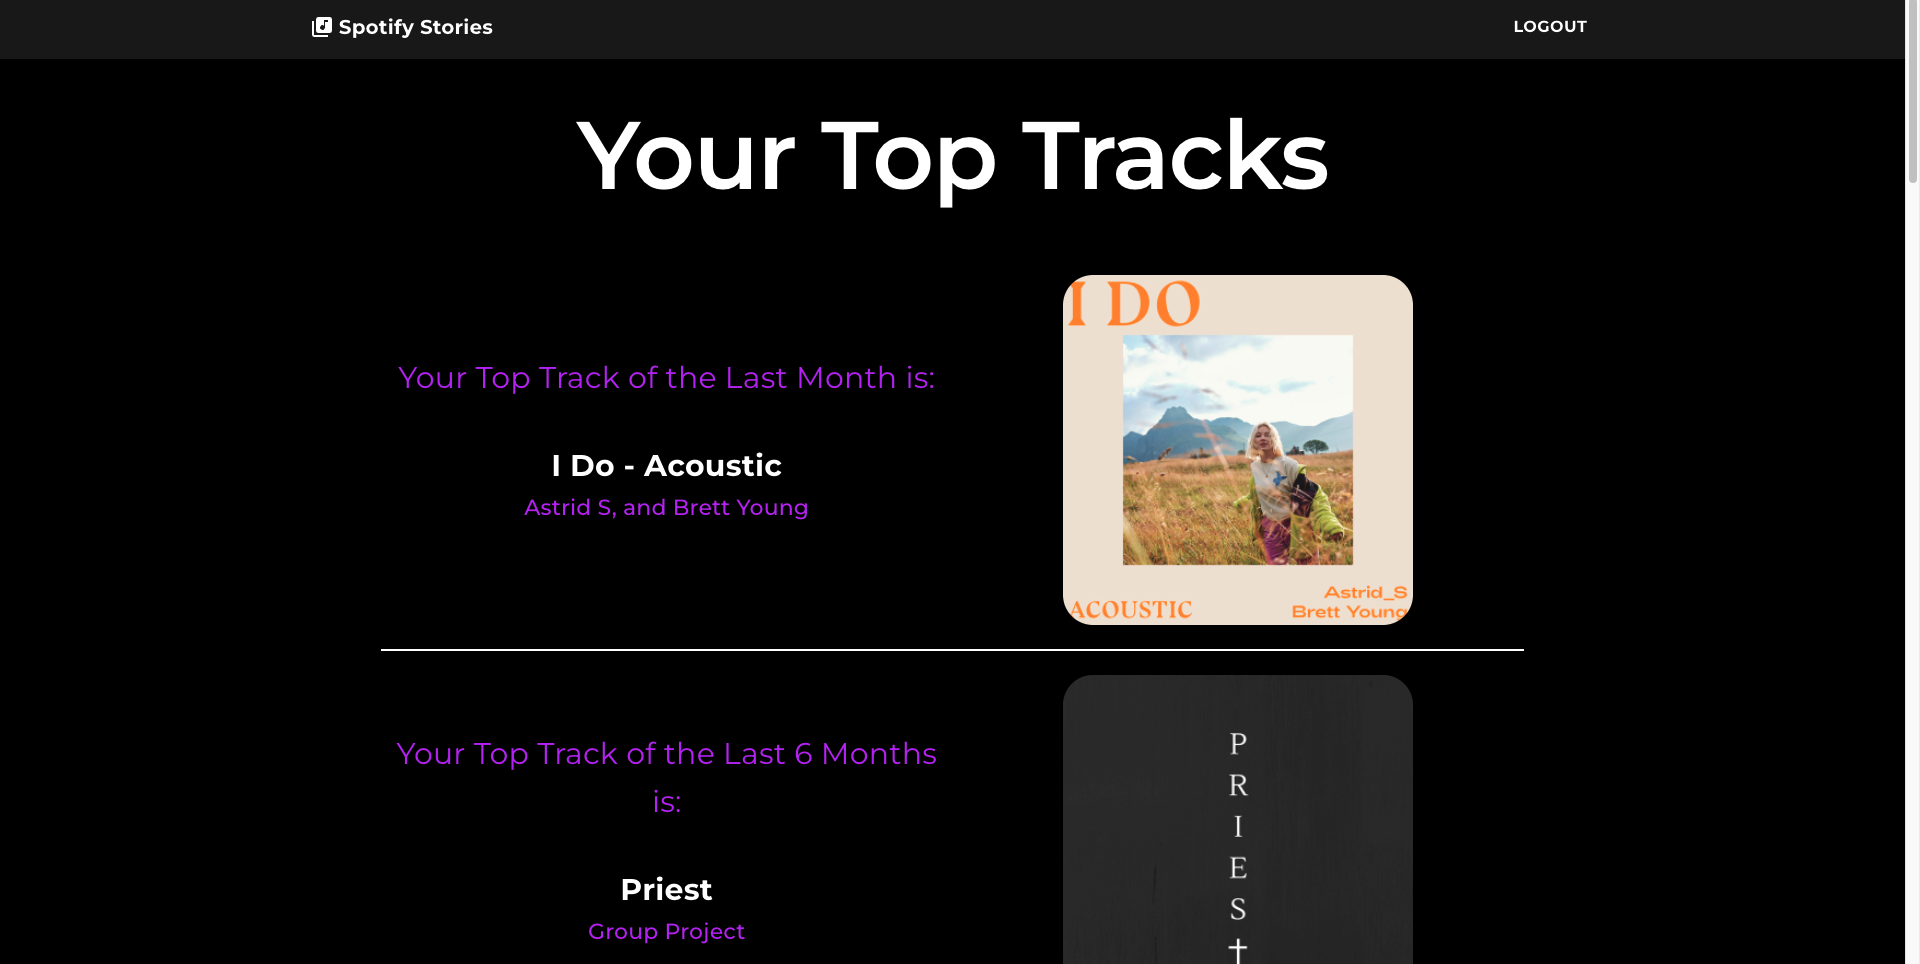 Spotify Stories
LOGOUT
Your Top Tracks
Your Top Track of the Last Month is:
I Do - Acoustic
Astrid S, and Brett Young
I DO
ACOUSTIC
Astrid_S
Brett Young
Your Top Track of the Last 6 Months
is:
Priest
Group Project
P
R
I
E
S
†